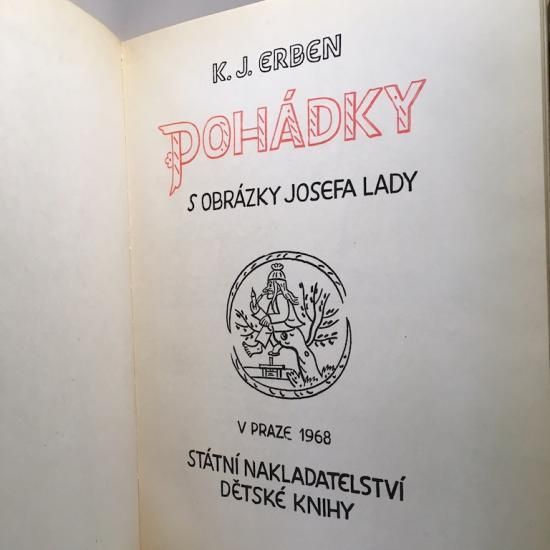 K. J. ERBEN
POHÁDKY
S OBRÁZKY JOSEFA LADY
V PRAZE 1968
STÁTNÍ NAKLADATELSTVÍ
DĚTSKÉ KNIHY